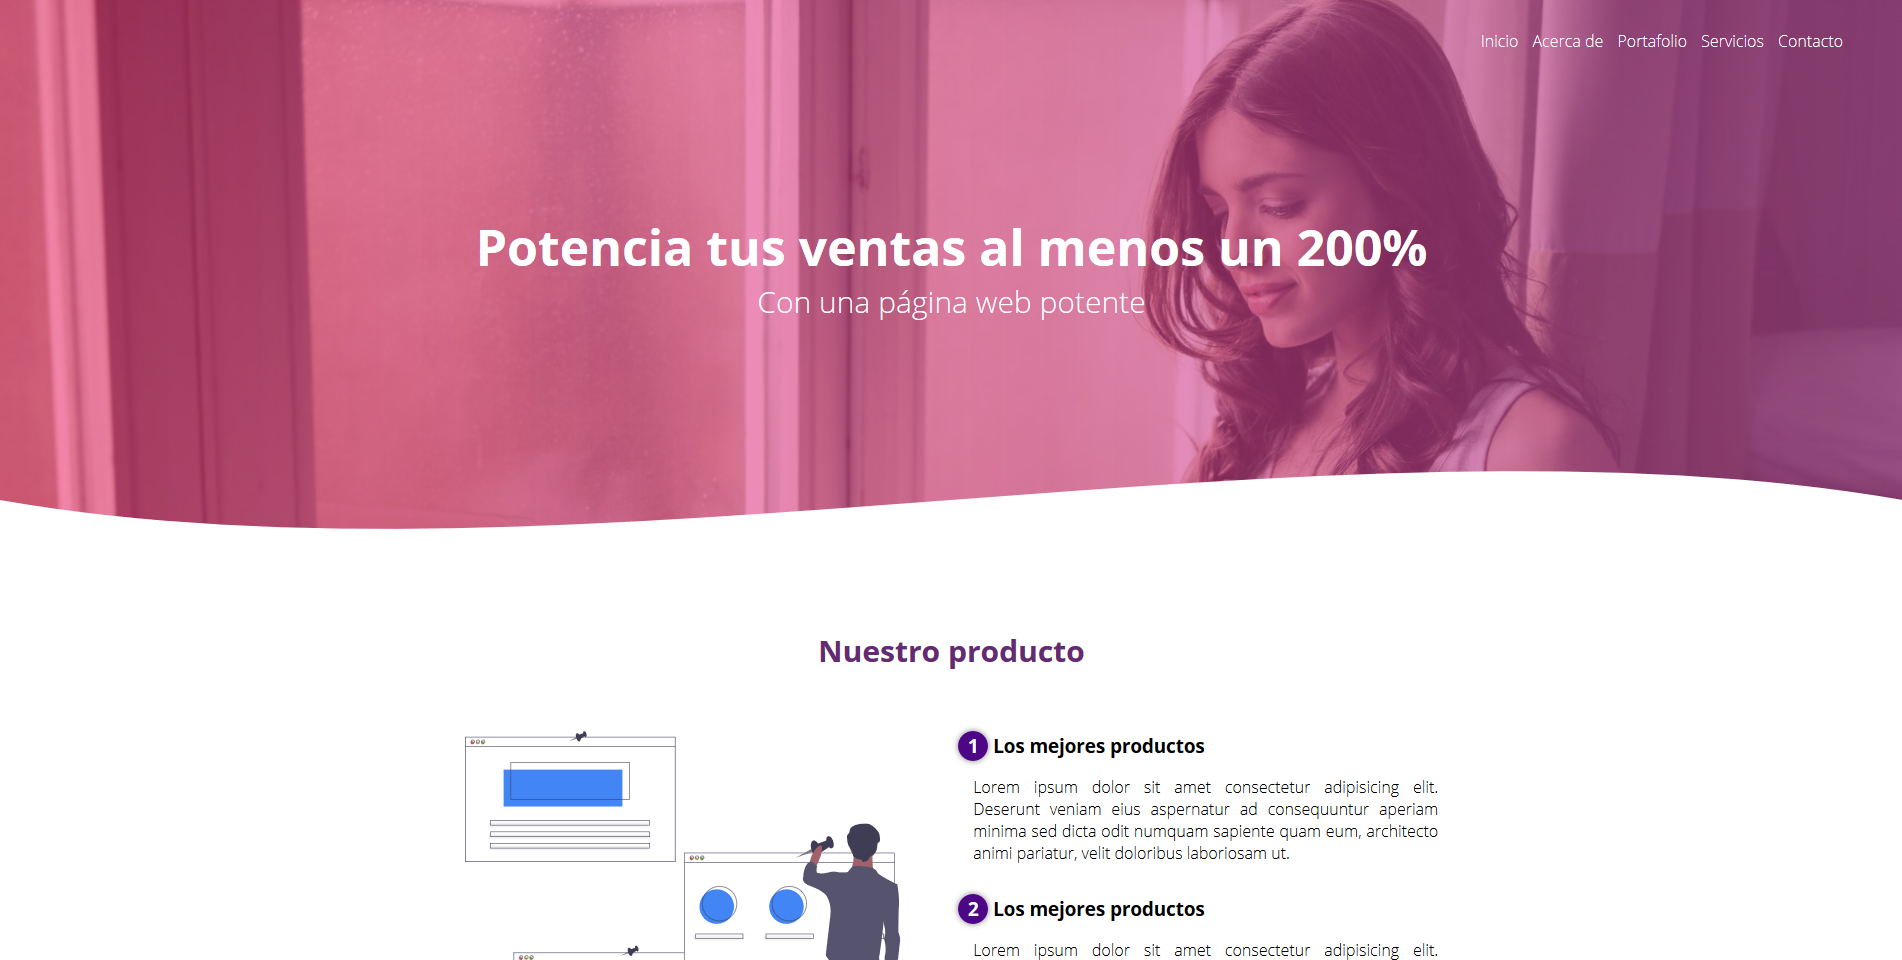 Inicio Acerca de Portafolio Servicios Contacto
Potencia tus ventas al menos un 200%
Con una página web potente
Nuestro producto
1 Los mejores productos
Lorem ipsum dolor sit amet consectetur adipisicing elit.
Deserunt veniam eius aspernatur ad consequuntur aperiam
minima sed dicta odit numquam sapiente quam eum, architecto
animi pariatur, velit doloribus laboriosam ut.
2 Los mejores productos
Lorem ipsum dolor sit amet consectetur adipisicing elit.